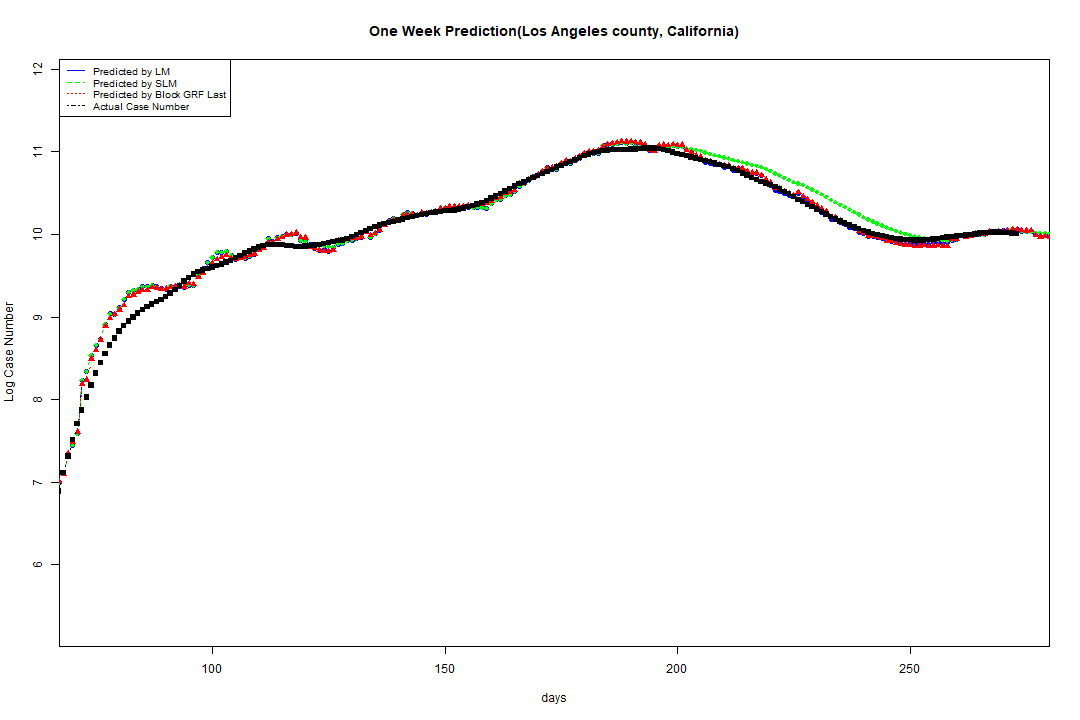 One Week Prediction(Los Angeles county, California)
Predicted by LM
Predicted by SLM
Predicted by Block GRF Last
Actual Case Number
12
11
10
9
8
7
6
Log Case Number
100
150
200
250
days